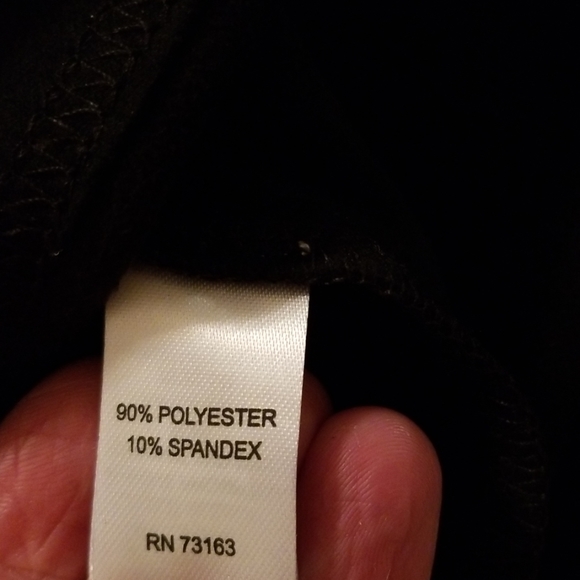 90% POLYESTER
10% SPANDEX
RN 73163